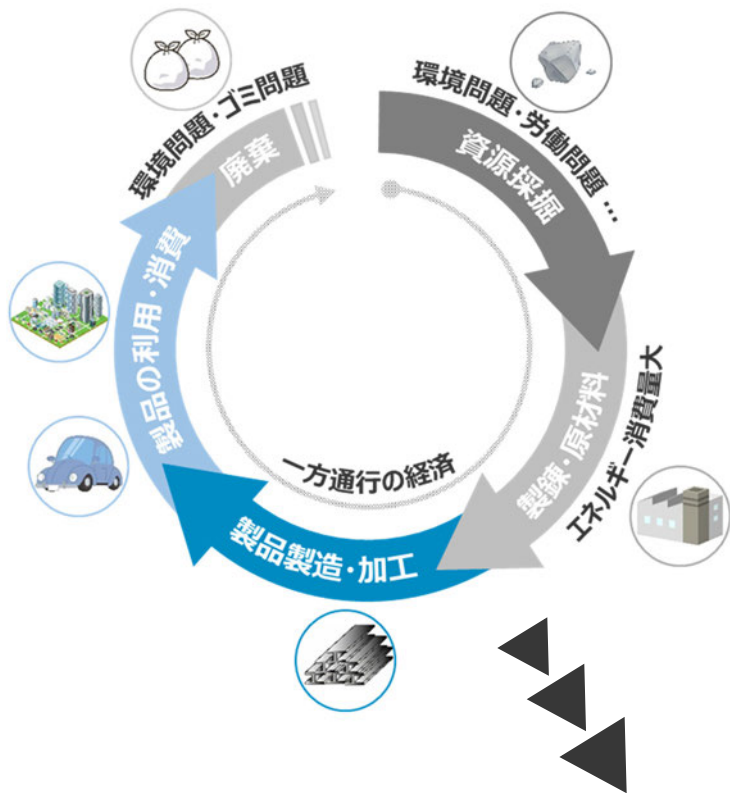 環境問題・労働問題…
資源採掘
製錬・原材料
エネルギー消費量大
製品製造・加工
製品の利用・消費
廃棄
環境問題・ゴミ問題
一方通行の経済